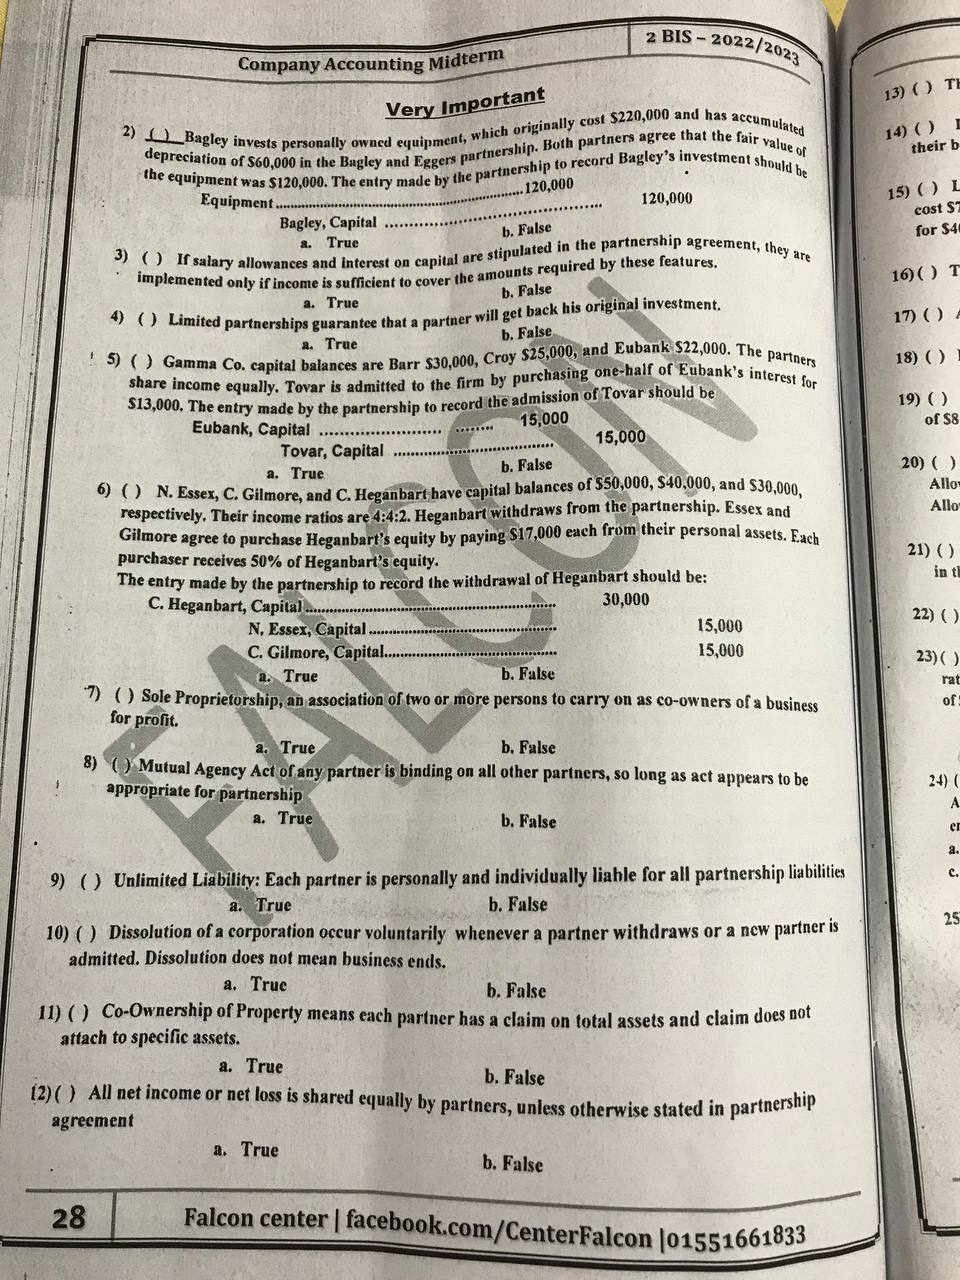 Company Accounting Midterm
2 BIS – 2022/2023
Very Important
2) ( ) Bagley invests personally owned equipment, which originally cost $220,000 and has accumulated
depreciation of $60,000 in the Bagley and Eggers partnership. Both partners agree that the fair value of
the equipment was $120,000. The entry made by the partnership to record Bagley's investment should be
Equipment.......................................................120,000
Bagley, Capital ................................................ 120,000
a. True b. False
3) ( ) If salary allowances and interest on capital are stipulated in the partnership agreement, they are
implemented only if income is sufficient to cover the amounts required by these features.
a. True b. False
4) ( ) Limited partnerships guarantee that a partner will get back his original investment.
a. True b. False
5) ( ) Gamma Co. capital balances are Barr $30,000, Croy $25,000, and Eubank $22,000. The partners
share income equally. Tovar is admitted to the firm by purchasing one-half of Eubank's interest for
$13,000. The entry made by the partnership to record the admission of Tovar should be
Eubank, Capital ........................ ........ 15,000
Tovar, Capital ................................ 15,000
a. True b. False
6) ( ) N. Essex, C. Gilmore, and C. Heganbart have capital balances of $50,000, $40,000, and $30,000,
respectively. Their income ratios are 4:4:2. Heganbart withdraws from the partnership. Essex and
Gilmore agree to purchase Heganbart's equity by paying $17,000 each from their personal assets. Each
purchaser receives 50% of Heganbart's equity.
The entry made by the partnership to record the withdrawal of Heganbart should be:
C. Heganbart, Capital.................................................... 30,000
N. Essex, Capital....................................... 15,000
C. Gilmore, Capital.................................... 15,000
a. True b. False
7) ( ) Sole Proprietorship, an association of two or more persons to carry on as co-owners of a business
for profit.
a. True b. False
8) ( ) Mutual Agency Act of any partner is binding on all other partners, so long as act appears to be
appropriate for partnership
a. True b. False
9) ( ) Unlimited Liability: Each partner is personally and individually liable for all partnership liabilities
a. True b. False
10) ( ) Dissolution of a corporation occur voluntarily whenever a partner withdraws or a new partner is
admitted. Dissolution does not mean business ends.
a. True b. False
11) ( ) Co-Ownership of Property means each partner has a claim on total assets and claim does not
attach to specific assets.
a. True b. False
12) ( ) All net income or net loss is shared equally by partners, unless otherwise stated in partnership
agreement
a. True b. False
28
Falcon center | facebook.com/CenterFalcon |01551661833
FALCON
13) ( )
14) ( )
their
15) ( )
cost
for
16)( )
17) ( )
18) ( )
19) ( )
of $8
20) ( )
21) ( )
in
22) ( )
23)( )
of
24) (
a.
c.
25